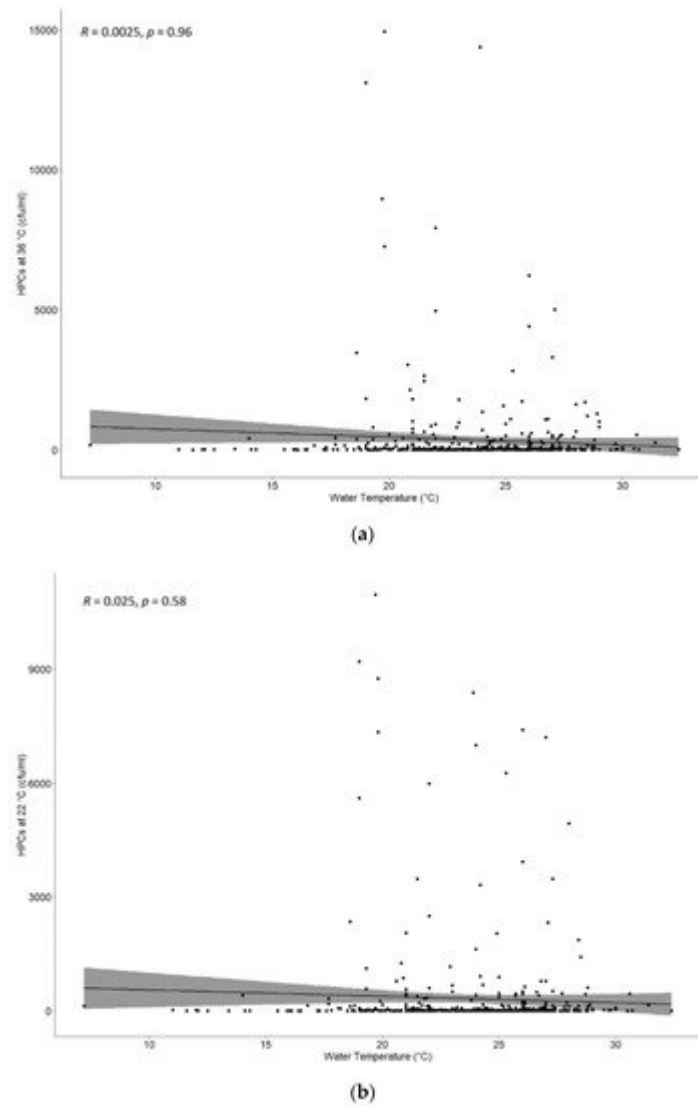 R = 0.0025, p = 0.96
15000
10000
5000
0
HPCs at 36 °C (cfu/ml)
10 15 20 25 30
Water Temperature (°C)
(a)
R = 0.025, p = 0.58
9000
6000
3000
0
HPCs at 22 °C (cfu/ml)
10 15 20 25 30
Water Temperature (°C)
(b)